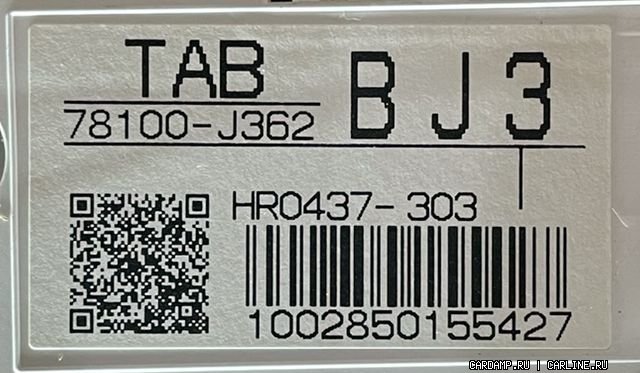 TAB BJ3
78100-J362
HR0437-303
1002850155427
CARDAMP.RU | CARLINE.RU